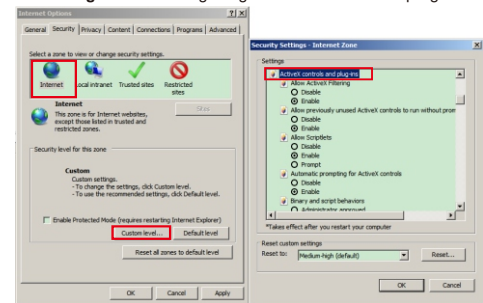 Internet Options
General Security Privacy Content Connections Programs Advanced
Select a zone to view or change security settings.
Internet
Local intranet
Trusted sites
Restricted
sites
Internet
This zone is for Internet websites,
except those listed in trusted and
restricted zones.
Sites
Security level for this zone
Custom
Custom settings.
- To change the settings, click Custom level.
- To use the recommended settings, click Default level.
Enable Protected Mode (requires restarting Internet Explorer)
Custom level...
Default level
Reset all zones to default level
OK
Cancel
Apply
Security Settings - Internet Zone
Settings
ActiveX controls and plug-ins
Allow ActiveX Filtering
Disable
Enable
Allow previously unused ActiveX controls to run without prom
Disable
Enable
Allow Scriptlets
Disable
Enable
Prompt
Automatic prompting for ActiveX controls
Disable
Enable
Binary and script behaviors
Administrator approved
*Takes effect after you restart your computer
Reset custom settings
Reset to:
Medium-high (default)
Reset...
OK
Cancel